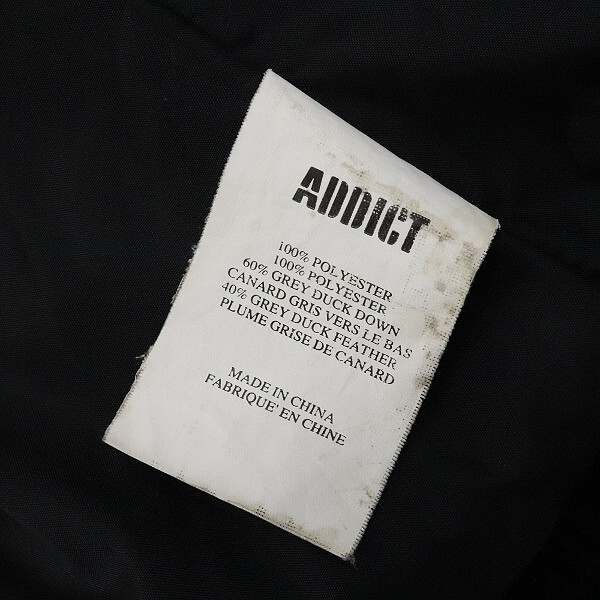 ADDICT
100% POLYESTER
100% POLYESTER
60% GREY DUCK DOWN
CANARD GRIS VERS LE BAS
40% GREY DUCK FEATHER
PLUME GRISE DE CANARD
MADE IN CHINA
FABRIQUE' EN CHINE